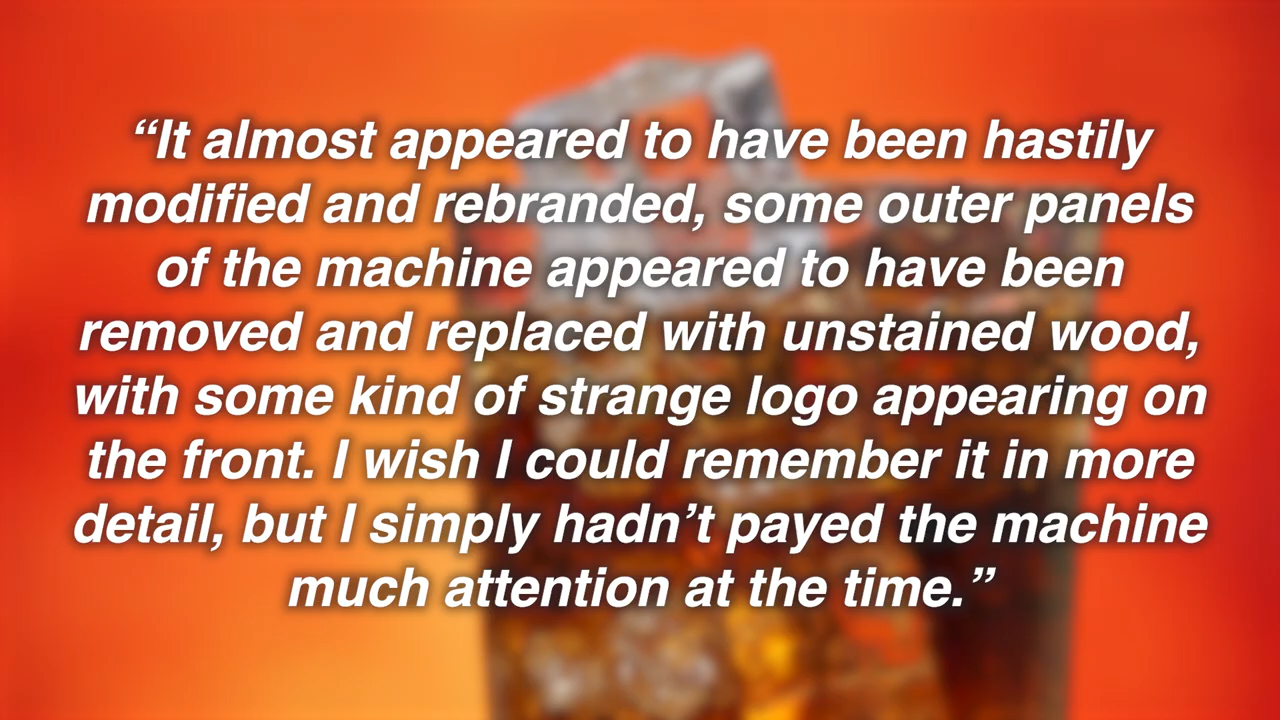 “It almost appeared to have been hastily
modified and rebranded, some outer panels
of the machine appeared to have been
removed and replaced with unstained wood,
with some kind of strange logo appearing on
the front. I wish I could remember it in more
detail, but I simply hadn’t payed the machine
much attention at the time.”